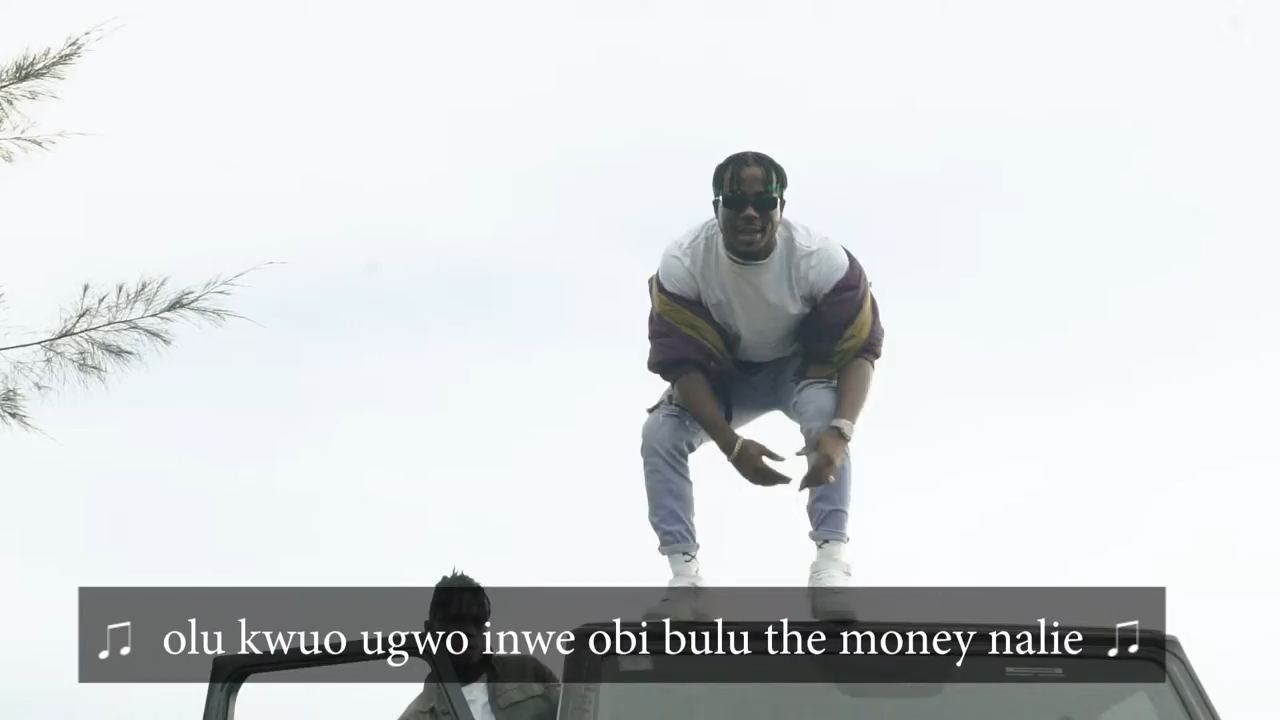 ♫ olu kwuo ugwo inwe obi bulu the money nalie ♫